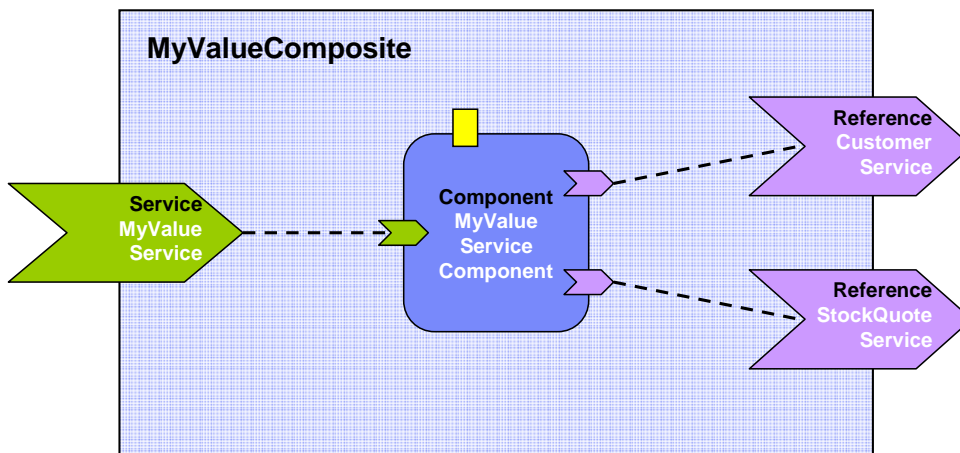 MyValueComposite
Service
MyValue
Service
Component
MyValue
Service
Component
Reference
Customer
Service
Reference
StockQuote
Service